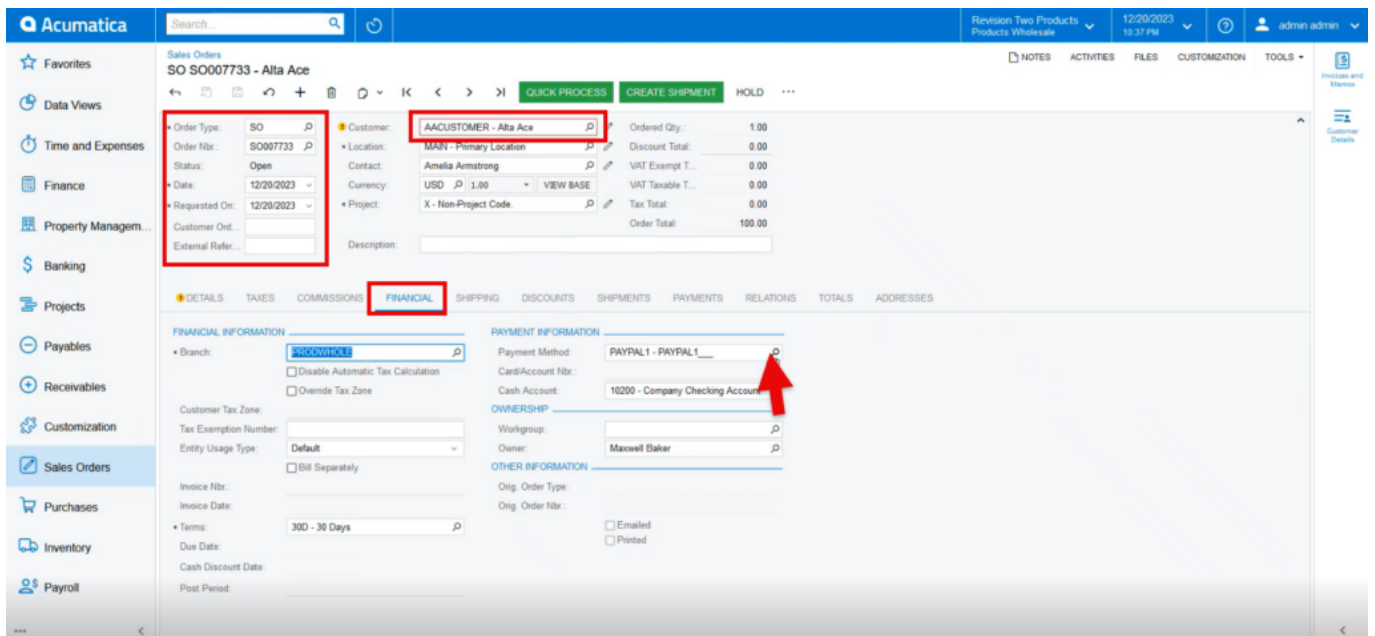 Acumatica
Search...
Revision Two Products
Products Wholesale
12/20/2023
10:37 PM
admin admin
Favorites
Data Views
Time and Expenses
Finance
Property Managem...
Banking
Projects
Payables
Receivables
Customization
Sales Orders
Purchases
Inventory
Payroll
Sales Orders
SO SO007733 - Alta Ace
NOTES ACTIVITIES FILES CUSTOMIZATION TOOLS
QUICK PROCESS CREATE SHIPMENT HOLD
Order Type: SO
Order Nbr.: SO007733
Status: Open
Date: 12/20/2023
Requested On: 12/20/2023
Customer Ord...
External Refer...
Customer: AACUSTOMER - Alta Ace
Location: MAIN - Primary Location
Contact: Amelia Armstrong
Currency: USD 1.00 VIEW BASE
Project: X - Non-Project Code.
Description:
Ordered Qty.: 1.00
Discount Total: 0.00
VAT Exempt T... 0.00
VAT Taxable T... 0.00
Tax Total: 0.00
Order Total: 100.00
DETAILS TAXES COMMISSIONS FINANCIAL SHIPPING DISCOUNTS SHIPMENTS PAYMENTS RELATIONS TOTALS ADDRESSES
FINANCIAL INFORMATION
Branch: PRODWHOLE
Disable Automatic Tax Calculation
Override Tax Zone
Customer Tax Zone:
Tax Exemption Number:
Entity Usage Type: Default
Bill Separately
Invoice Nbr.:
Invoice Date:
Terms: 30D - 30 Days
Due Date:
Cash Discount Date:
Post Period:
PAYMENT INFORMATION
Payment Method: PAYPAL1 - PAYPAL1___
Card/Account Nbr.:
Cash Account: 10200 - Company Checking Account
OWNERSHIP
Workgroup:
Owner: Maxwell Baker
OTHER INFORMATION
Orig. Order Type:
Orig. Order Nbr.:
Emailed
Printed
Invoices and
Memos
Customer
Details